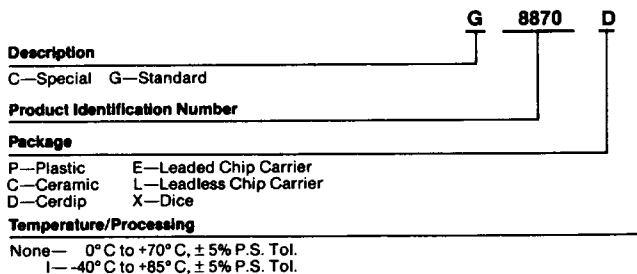 G 8870 D
Description
C—Special G—Standard
Product Identification Number
Package
P—Plastic E—Leaded Chip Carrier
C—Ceramic L—Leadless Chip Carrier
D—Cerdip X—Dice
Temperature/Processing
None— 0°C to +70°C, ± 5% P.S. Tol.
I— -40°C to +85°C, ± 5% P.S. Tol.